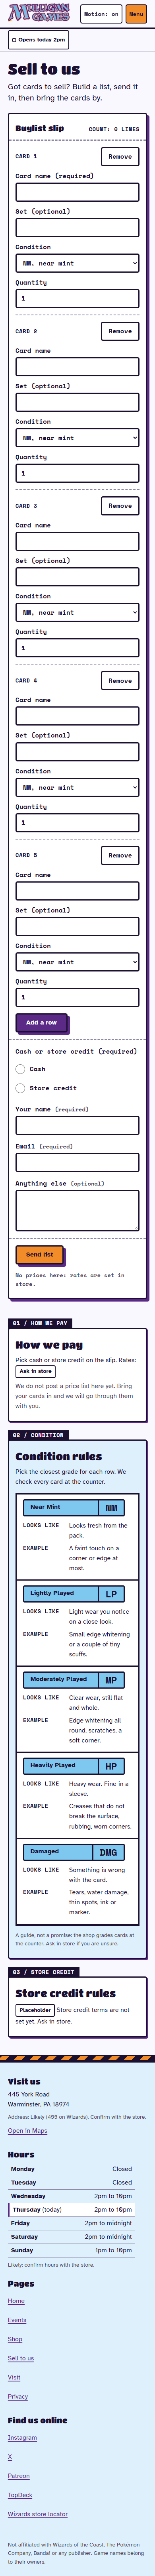 MULLIGAN
GAMES
Motion: on
Menu
Opens today 2pm
Sell to us
Got cards to sell? Build a list, send it
in, then bring the cards by.
Buylist slip
COUNT: 0 LINES
CARD 1
Remove
Card name (required)
Set (optional)
Condition
NM, near mint
Quantity
1
CARD 2
Remove
Card name
Set (optional)
Condition
NM, near mint
Quantity
1
CARD 3
Remove
Card name
Set (optional)
Condition
NM, near mint
Quantity
1
CARD 4
Remove
Card name
Set (optional)
Condition
NM, near mint
Quantity
1
CARD 5
Remove
Card name
Set (optional)
Condition
NM, near mint
Quantity
1
Add a row
Cash or store credit (required)
Cash
Store credit
Your name (required)
Email (required)
Anything else (optional)
Send list
No prices here: rates are set in
store.
01 / HOW WE PAY
How we pay
Pick cash or store credit on the slip. Rates:
Ask in store
We do not post a price list here yet. Bring
your cards in and we will go through them
with you.
02 / CONDITION
Condition rules
Pick the closest grade for each row. We
check every card at the counter.
Near Mint
NM
LOOKS LIKE
Looks fresh from the
pack.
EXAMPLE
A faint touch on a
corner or edge at
most.
Lightly Played
LP
LOOKS LIKE
Light wear you notice
on a close look.
EXAMPLE
Small edge whitening
or a couple of tiny
scuffs.
Moderately Played
MP
LOOKS LIKE
Clear wear, still flat
and whole.
EXAMPLE
Edge whitening all
round, scratches, a
soft corner.
Heavily Played
HP
LOOKS LIKE
Heavy wear. Fine in a
sleeve.
EXAMPLE
Creases that do not
break the surface,
rubbing, worn corners.
Damaged
DMG
LOOKS LIKE
Something is wrong
with the card.
EXAMPLE
Tears, water damage,
thin spots, ink or
marker.
A guide, not a promise: the shop grades cards at
the counter. Ask in store if you are unsure.
03 / STORE CREDIT
Store credit rules
Placeholder Store credit terms are not
set yet. Ask in store.
Visit us
445 York Road
Warminster, PA 18974
Address: Likely (455 on Wizards). Confirm with the store.
Open in Maps
Hours
Monday
Closed
Tuesday
Closed
Wednesday
2pm to 10pm
Thursday (today)
2pm to 10pm
Friday
2pm to midnight
Saturday
2pm to midnight
Sunday
1pm to 10pm
Likely: confirm hours with the store.
Pages
Home
Events
Shop
Sell to us
Visit
Privacy
Find us online
Instagram
X
Patreon
TopDeck
Wizards store locator
Not affiliated with Wizards of the Coast, The Pokémon
Company, Bandai or any publisher. Game names belong
to their owners.